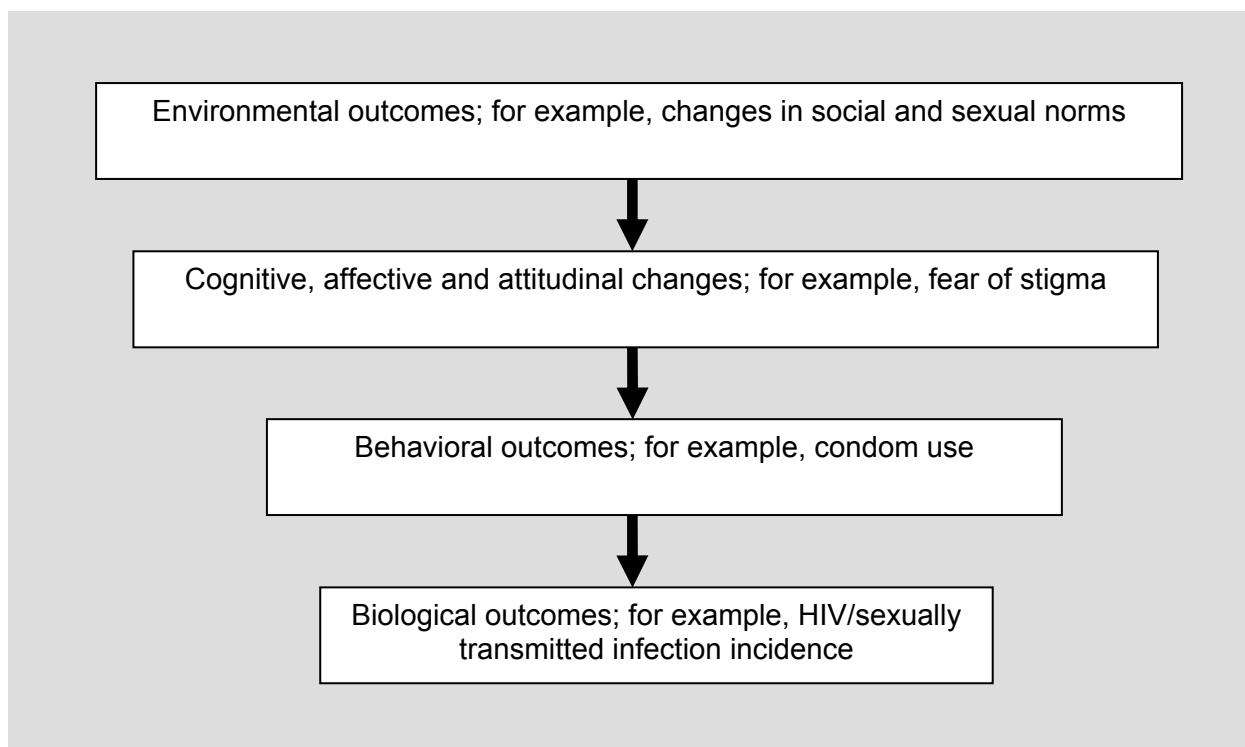 Environmental outcomes; for example, changes in social and sexual norms
Cognitive, affective and attitudinal changes; for example, fear of stigma
Behavioral outcomes; for example, condom use
Biological outcomes; for example, HIV/sexually
transmitted infection incidence